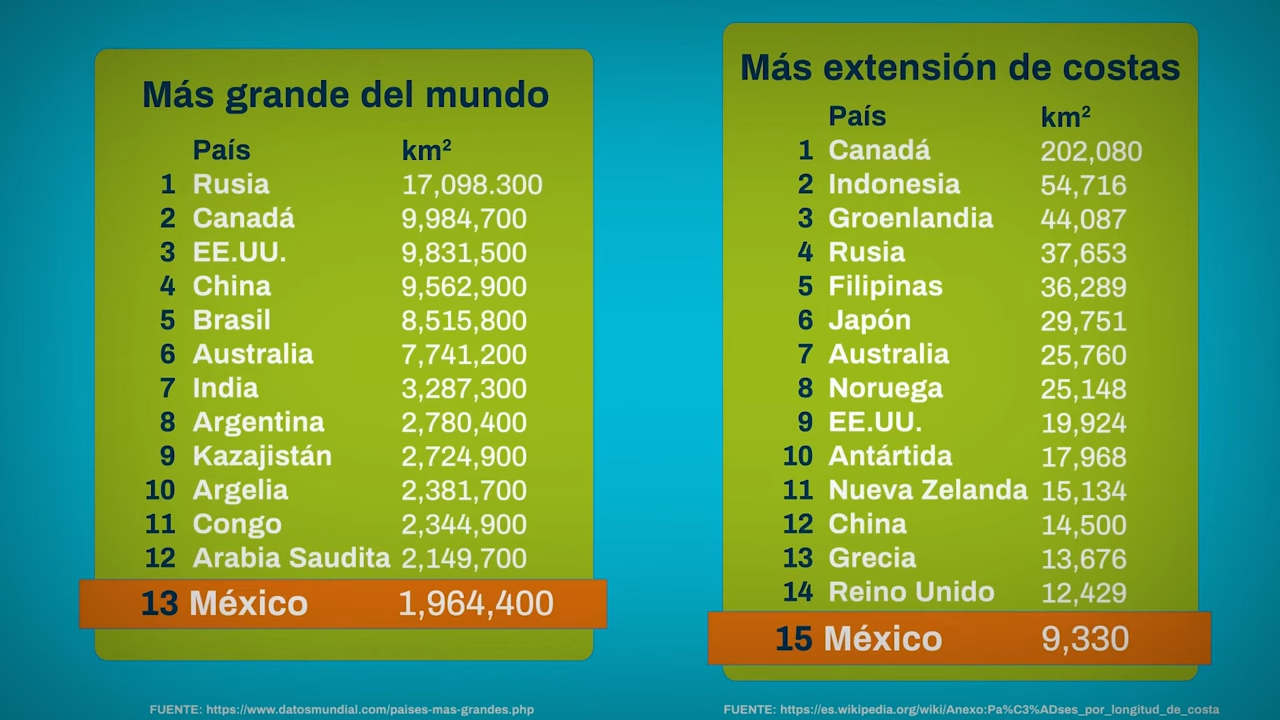 Más grande del mundo
País km²
1 Rusia 17,098.300
2 Canadá 9,984,700
3 EE.UU. 9,831,500
4 China 9,562,900
5 Brasil 8,515,800
6 Australia 7,741,200
7 India 3,287,300
8 Argentina 2,780,400
9 Kazajistán 2,724,900
10 Argelia 2,381,700
11 Congo 2,344,900
12 Arabia Saudita 2,149,700
13 México 1,964,400
FUENTE: https://www.datosmundial.com/paises-mas-grandes.php
Más extensión de costas
País km²
1 Canadá 202,080
2 Indonesia 54,716
3 Groenlandia 44,087
4 Rusia 37,653
5 Filipinas 36,289
6 Japón 29,751
7 Australia 25,760
8 Noruega 25,148
9 EE.UU. 19,924
10 Antártida 17,968
11 Nueva Zelanda 15,134
12 China 14,500
13 Grecia 13,676
14 Reino Unido 12,429
15 México 9,330
FUENTE: https://es.wikipedia.org/wiki/Anexo:Pa%C3%ADses_por_longitud_de_costa